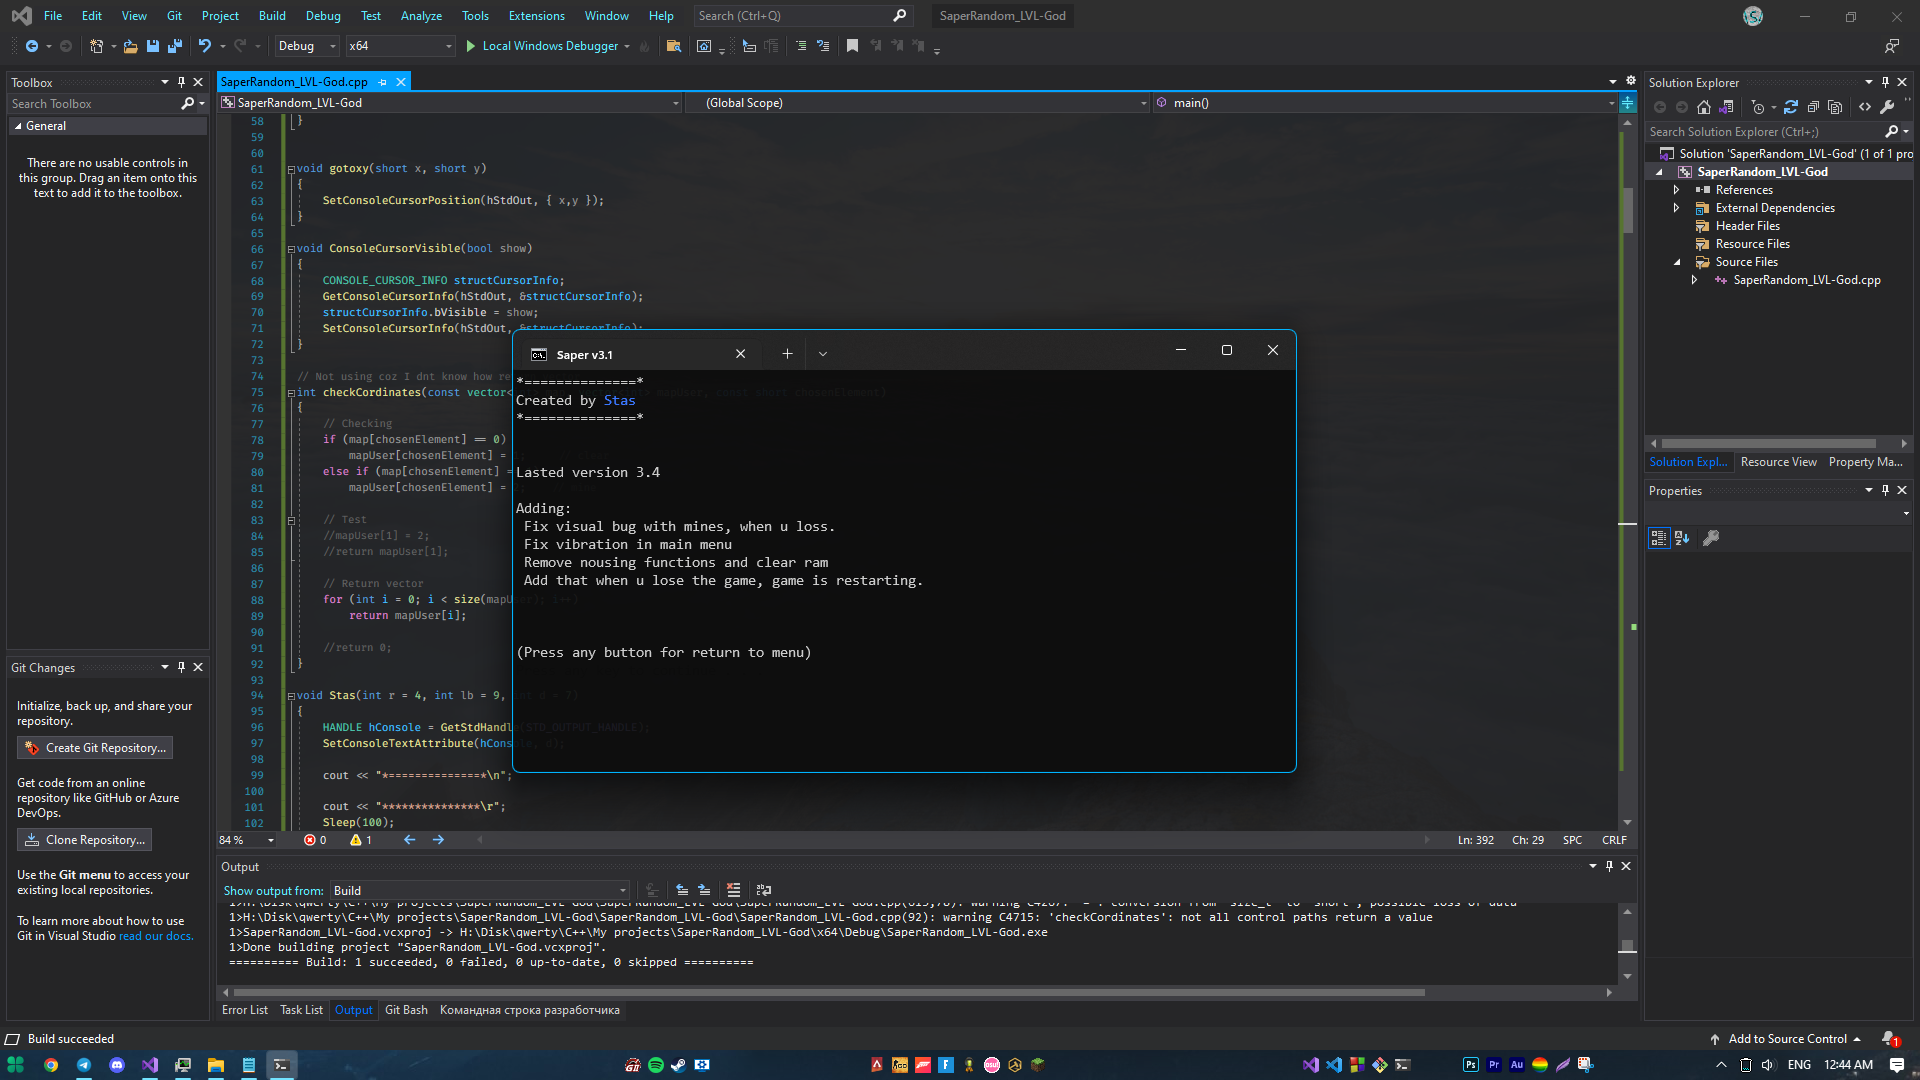 File Edit View Git Project Build Debug Test Analyze Tools Extensions Window Help Search (Ctrl+Q) SaperRandom_LVL-God
Debug x64 Local Windows Debugger
Toolbox
Search Toolbox
General
There are no usable controls in
this group. Drag an item onto this
text to add it to the toolbox.
Git Changes
Initialize, back up, and share your
repository.
Create Git Repository...
Get code from an online
repository like GitHub or Azure
DevOps.
Clone Repository...
Use the Git menu to access your
existing local repositories.
To learn more about how to use
Git in Visual Studio read our docs.
SaperRandom_LVL-God.cpp
SaperRandom_LVL-God (Global Scope) main()
58 }
59
60
61 void gotoxy(short x, short y)
62 {
63 SetConsoleCursorPosition(hStdOut, { x,y });
64 }
65
66 void ConsoleCursorVisible(bool show)
67 {
68 CONSOLE_CURSOR_INFO structCursorInfo;
69 GetConsoleCursorInfo(hStdOut, &structCursorInfo);
70 structCursorInfo.bVisible = show;
71 SetConsoleCursorInfo(hStdOut, &structCursorInfo);
72 }
73
74 // Not using coz I dnt know how re
75 int checkCordinates(const vector<
76 {
77 // Checking
78 if (map[chosenElement] == 0)
79 mapUser[chosenElement] =
80 else if (map[chosenElement] =
81 mapUser[chosenElement] =
82
83 // Test
84 //mapUser[1] = 2;
85 //return mapUser[1];
86
87 // Return vector
88 for (int i = 0; i < size(mapUser); i++)
89 return mapUser[i];
90
91 //return 0;
92 }
93
94 void Stas(int r = 4, int lb = 9, int d = 7)
95 {
96 HANDLE hConsole = GetStdHandle(STD_OUTPUT_HANDLE);
97 SetConsoleTextAttribute(hConsole, d);
98
99 cout << "*==============*\n";
100
101 cout << "***************\r";
102 Sleep(100);
Saper v3.1
*==============*
Created by Stas
*==============*
Lasted version 3.4
Adding:
Fix visual bug with mines, when u loss.
Fix vibration in main menu
Remove nousing functions and clear ram
Add that when u lose the game, game is restarting.
(Press any button for return to menu)
84 % 0 1 Ln: 392 Ch: 29 SPC CRLF
Output
Show output from: Build
1>H:\Disk\qwerty\C++\My projects\SaperRandom_LVL-God\SaperRandom_LVL-God\SaperRandom_LVL-God.cpp(92): warning C4715: 'checkCordinates': not all control paths return a value
1>SaperRandom_LVL-God.vcxproj -> H:\Disk\qwerty\C++\My projects\SaperRandom_LVL-God\x64\Debug\SaperRandom_LVL-God.exe
1>Done building project "SaperRandom_LVL-God.vcxproj".
========== Build: 1 succeeded, 0 failed, 0 up-to-date, 0 skipped ==========
Error List Task List Output Git Bash Командная строка разработчика
Solution Explorer
Search Solution Explorer (Ctrl+;)
Solution 'SaperRandom_LVL-God' (1 of 1 pro
SaperRandom_LVL-God
References
External Dependencies
Header Files
Resource Files
Source Files
SaperRandom_LVL-God.cpp
Solution Expl... Resource View Property Ma...
Properties
Build succeeded Add to Source Control 1
ENG 12:44 AM